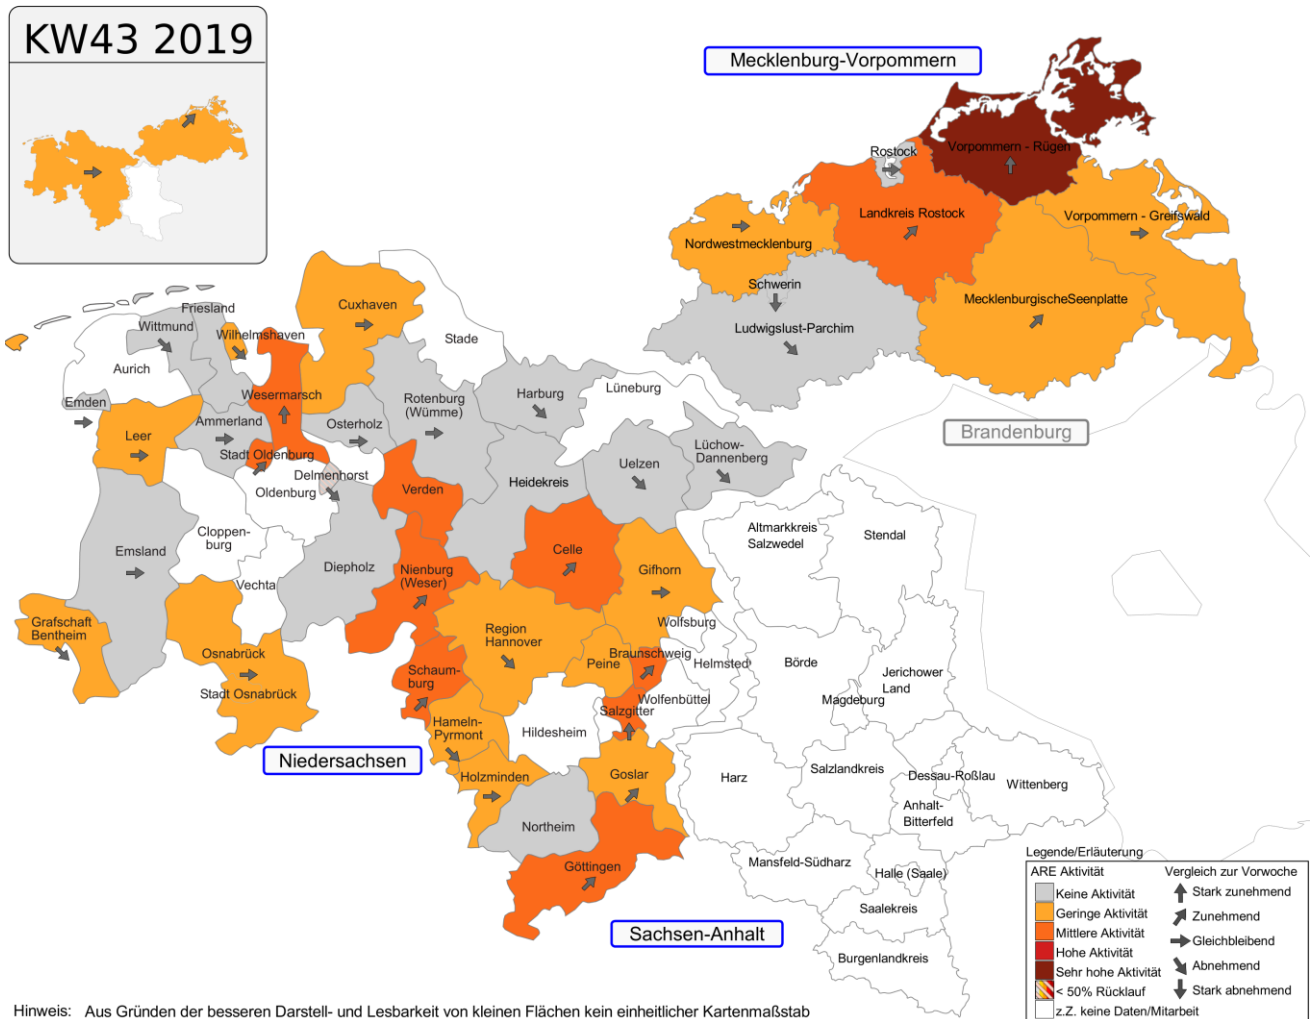 KW43 2019
Mecklenburg-Vorpommern
Rostock
Vorpommern - Rügen
Landkreis Rostock
Vorpommern - Greifswald
Nordwestmecklenburg
Schwerin
MecklenburgischeSeenplatte
Ludwigslust-Parchim
Brandenburg
Friesland
Wittmund
Cuxhaven
Wilhelmshaven
Stade
Aurich
Emden
Wesermarsch
Rotenburg
(Wümme)
Harburg
Lüneburg
Leer
Ammerland
Osterholz
Stadt Oldenburg
Lüchow-
Dannenberg
Uelzen
Delmenhorst
Oldenburg
Verden
Heidekreis
Cloppen-
burg
Emsland
Diepholz
Nienburg
(Weser)
Celle
Gifhorn
Vechta
Altmarkkreis
Salzwedel
Stendal
Grafschaft
Bentheim
Region
Hannover
Wolfsburg
Osnabrück
Stadt Osnabrück
Peine
Braunschweig
Helmsted
Schaum-
burg
Salzgitter
Wolfenbüttel
Börde
Jerichower
Land
Magdeburg
Hameln-
Pyrmont
Hildesheim
Niedersachsen
Holzminden
Goslar
Harz
Salzlandkreis
Dessau-Roßlau
Wittenberg
Anhalt-
Bitterfeld
Northeim
Göttingen
Mansfeld-Südharz
Halle (Saale)
Saalekreis
Burgenlandkreis
Sachsen-Anhalt
Legende/Erläuterung
ARE Aktivität
Keine Aktivität
Geringe Aktivität
Mittlere Aktivität
Hohe Aktivität
Sehr hohe Aktivität
< 50% Rücklauf
z.Z. keine Daten/Mitarbeit
Vergleich zur Vorwoche
Stark zunehmend
Zunehmend
Gleichbleibend
Abnehmend
Stark abnehmend
Hinweis: Aus Gründen der besseren Darstell- und Lesbarkeit von kleinen Flächen kein einheitlicher Kartenmaßstab